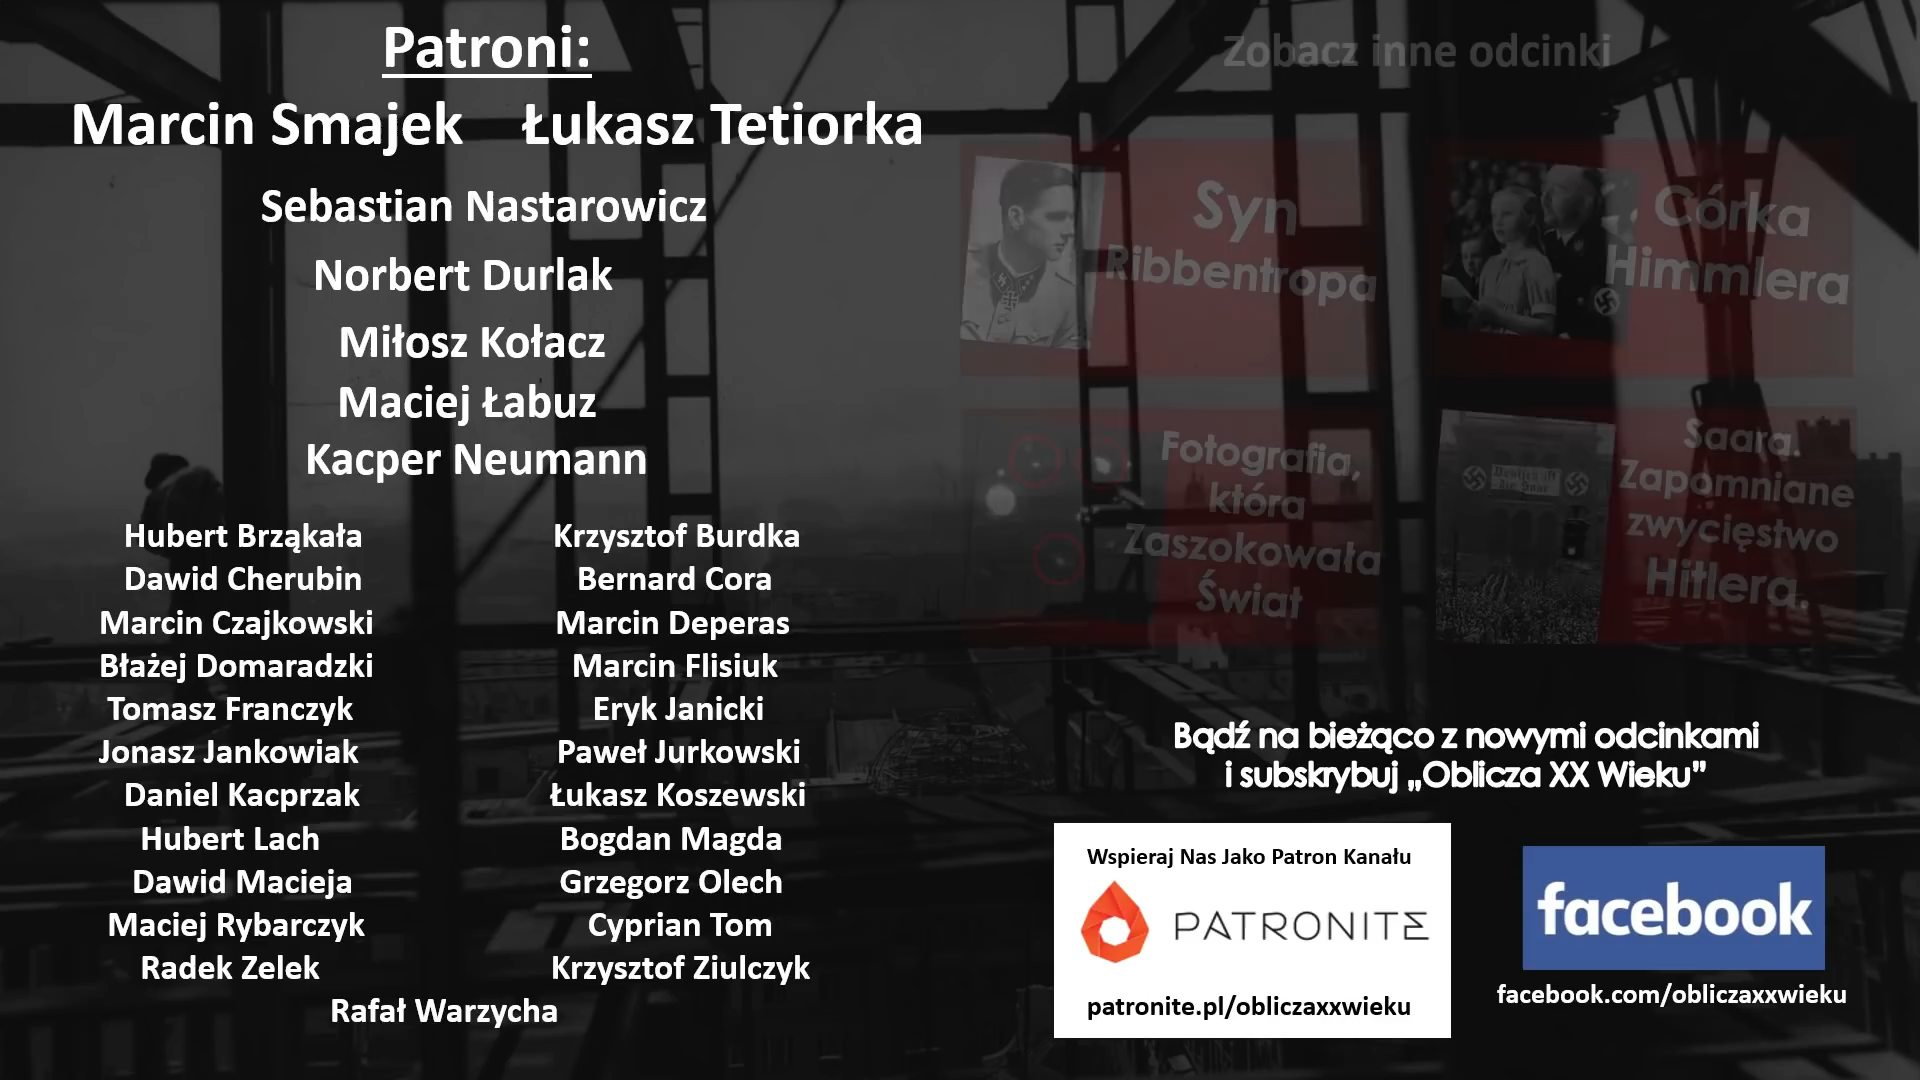 Patroni:
Marcin Smajek Łukasz Tetiorka
Sebastian Nastarowicz
Norbert Durlak
Miłosz Kołacz
Maciej Łabuz
Kacper Neumann
Hubert Brząkała
Dawid Cherubin
Marcin Czajkowski
Błażej Domaradzki
Tomasz Franczyk
Jonasz Jankowiak
Daniel Kacprzak
Hubert Lach
Dawid Macieja
Maciej Rybarczyk
Radek Zelek
Krzysztof Burdka
Bernard Cora
Marcin Deperas
Marcin Flisiuk
Eryk Janicki
Paweł Jurkowski
Łukasz Koszewski
Bogdan Magda
Grzegorz Olech
Cyprian Tom
Krzysztof Ziulczyk
Rafał Warzycha
Zobacz inne odcinki
Syn
Ribbentropa
Córka
Himmlera
Fotografia,
która
Zaszokowała
Świat
Saara.
Zapomniane
zwycięstwo
Hitlera.
Bądź na bieżąco z nowymi odcinkami
i subskrybuj „Oblicza XX Wieku”
Wspieraj Nas Jako Patron Kanału
PATRONITE
patronite.pl/obliczaxxwieku
facebook
facebook.com/obliczaxxwieku